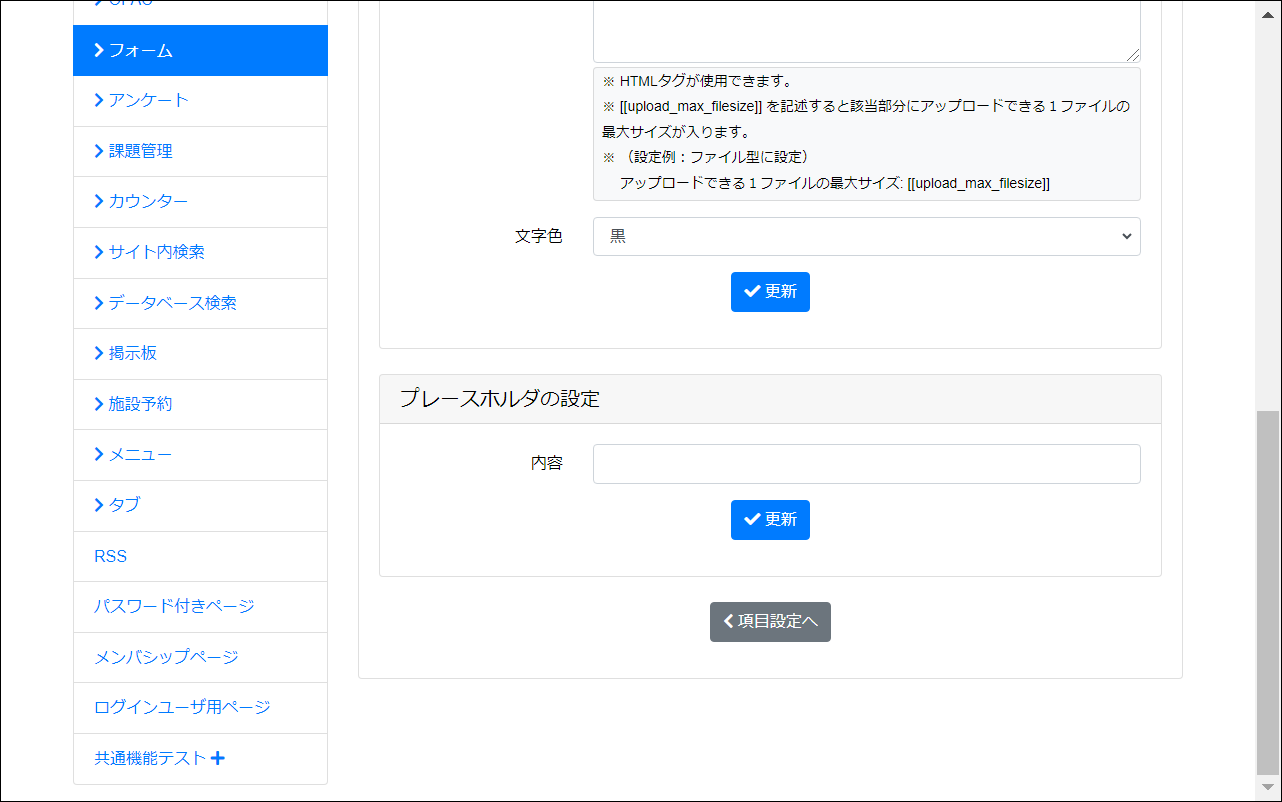 フォーム
アンケート
課題管理
カウンター
サイト内検索
データベース検索
掲示板
施設予約
メニュー
タブ
RSS
パスワード付きページ
メンバシップページ
ログインユーザ用ページ
共通機能テスト
※ HTMLタグが使用できます。
※ [[upload_max_filesize]] を記述すると該当部分にアップロードできる１ファイルの
最大サイズが入ります。
※ （設定例：ファイル型に設定）
アップロードできる１ファイルの最大サイズ: [[upload_max_filesize]]
文字色
黒
更新
プレースホルダの設定
内容
更新
項目設定へ